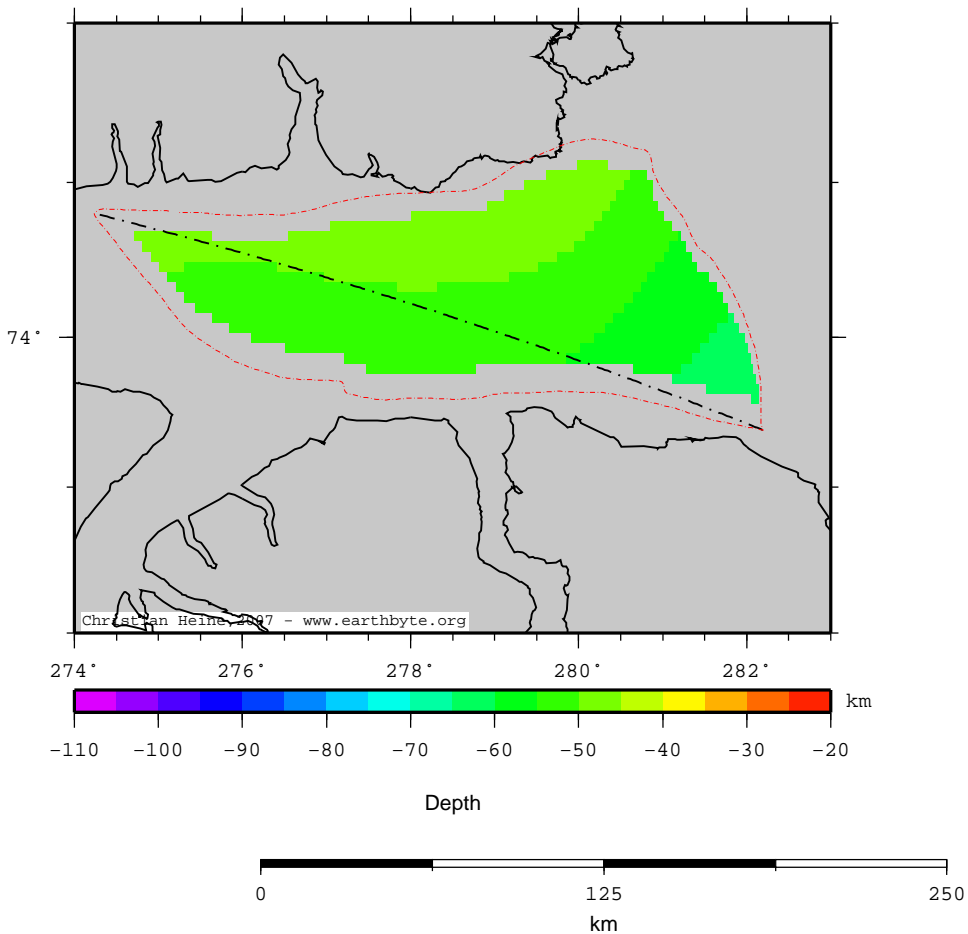 74°
Christian Heine, 2007 - www.earthbyte.org
274° 276° 278° 280° 282°
km
-110 -100 -90 -80 -70 -60 -50 -40 -30 -20
Depth
0 125 250
km